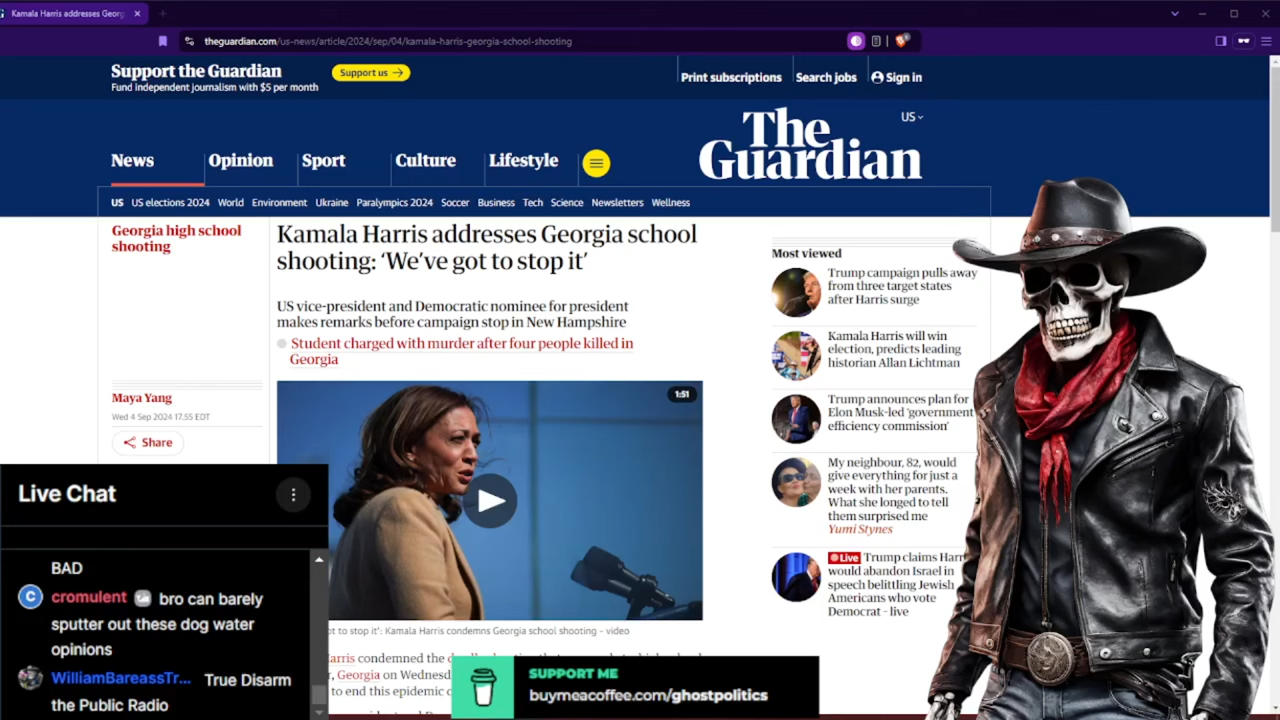 Kamala Harris addresses Georg
theguardian.com/us-news/article/2024/sep/04/kamala-harris-georgia-school-shooting
Support the Guardian
Fund independent journalism with $5 per month
Support us →
Print subscriptions
Search jobs
Sign in
US
The
Guardian
News
Opinion
Sport
Culture
Lifestyle
US
US elections 2024
World
Environment
Ukraine
Paralympics 2024
Soccer
Business
Tech
Science
Newsletters
Wellness
Georgia high school
shooting
Kamala Harris addresses Georgia school
shooting: ‘We’ve got to stop it’
US vice-president and Democratic nominee for president
makes remarks before campaign stop in New Hampshire
Student charged with murder after four people killed in
Georgia
Maya Yang
Wed 4 Sep 2024 17.55 EDT
Share
1:51
ot to stop it’: Kamala Harris condemns Georgia school shooting – video
arris condemned the
, Georgia on Wednesd
to end this epidemic
Most viewed
Trump campaign pulls away
from three target states
after Harris surge
Kamala Harris will win
election, predicts leading
historian Allan Lichtman
Trump announces plan for
Elon Musk-led ‘government
efficiency commission’
My neighbour, 82, would
give everything for just a
week with her parents.
What she longed to tell
them surprised me
Yumi Stynes
Live Trump claims Harr
would abandon Israel in
speech belittling Jewish
Americans who vote
Democrat – live
Live Chat
BAD
C cromulent bro can barely
sputter out these dog water
opinions
WilliamBareassTr... True Disarm
the Public Radio
SUPPORT ME
buymeacoffee.com/ghostpolitics